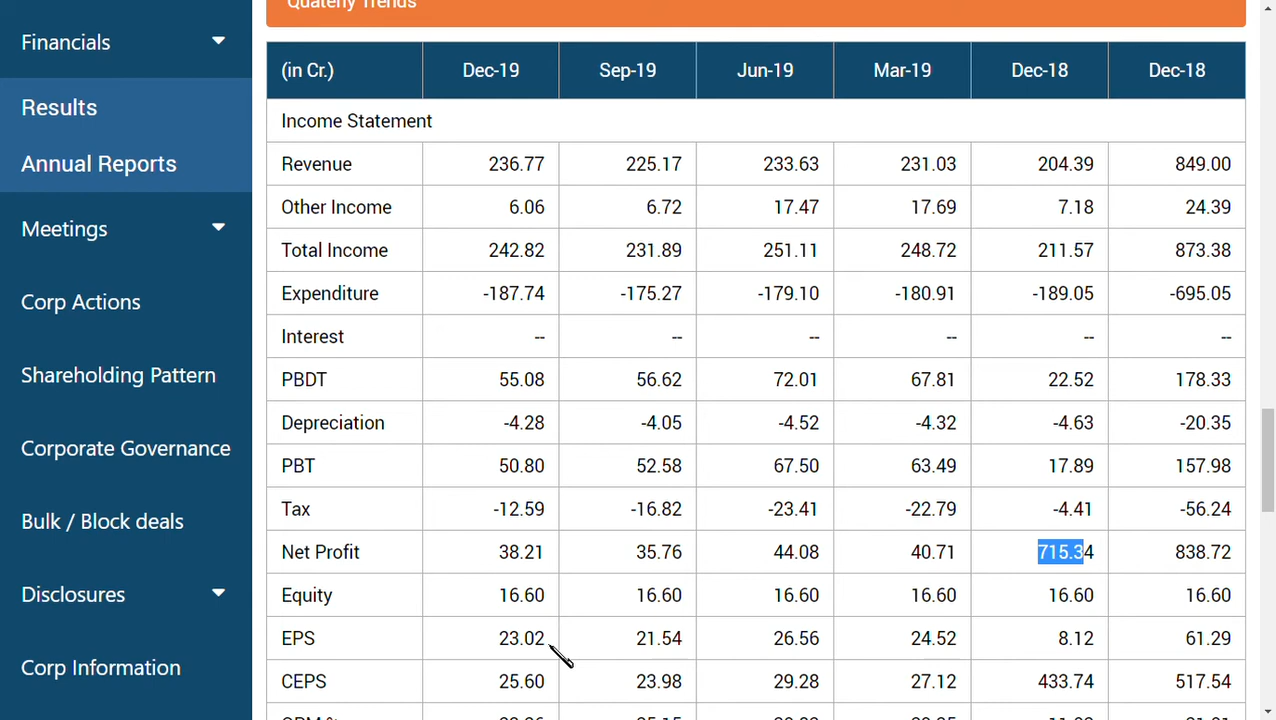 Quaterly Trends
Financials
Results
Annual Reports
Meetings
Corp Actions
Shareholding Pattern
Corporate Governance
Bulk / Block deals
Disclosures
Corp Information
(in Cr.) Dec-19 Sep-19 Jun-19 Mar-19 Dec-18 Dec-18
Income Statement
Revenue 236.77 225.17 233.63 231.03 204.39 849.00
Other Income 6.06 6.72 17.47 17.69 7.18 24.39
Total Income 242.82 231.89 251.11 248.72 211.57 873.38
Expenditure -187.74 -175.27 -179.10 -180.91 -189.05 -695.05
Interest -- -- -- -- -- --
PBDT 55.08 56.62 72.01 67.81 22.52 178.33
Depreciation -4.28 -4.05 -4.52 -4.32 -4.63 -20.35
PBT 50.80 52.58 67.50 63.49 17.89 157.98
Tax -12.59 -16.82 -23.41 -22.79 -4.41 -56.24
Net Profit 38.21 35.76 44.08 40.71 715.34 838.72
Equity 16.60 16.60 16.60 16.60 16.60 16.60
EPS 23.02 21.54 26.56 24.52 8.12 61.29
CEPS 25.60 23.98 29.28 27.12 433.74 517.54